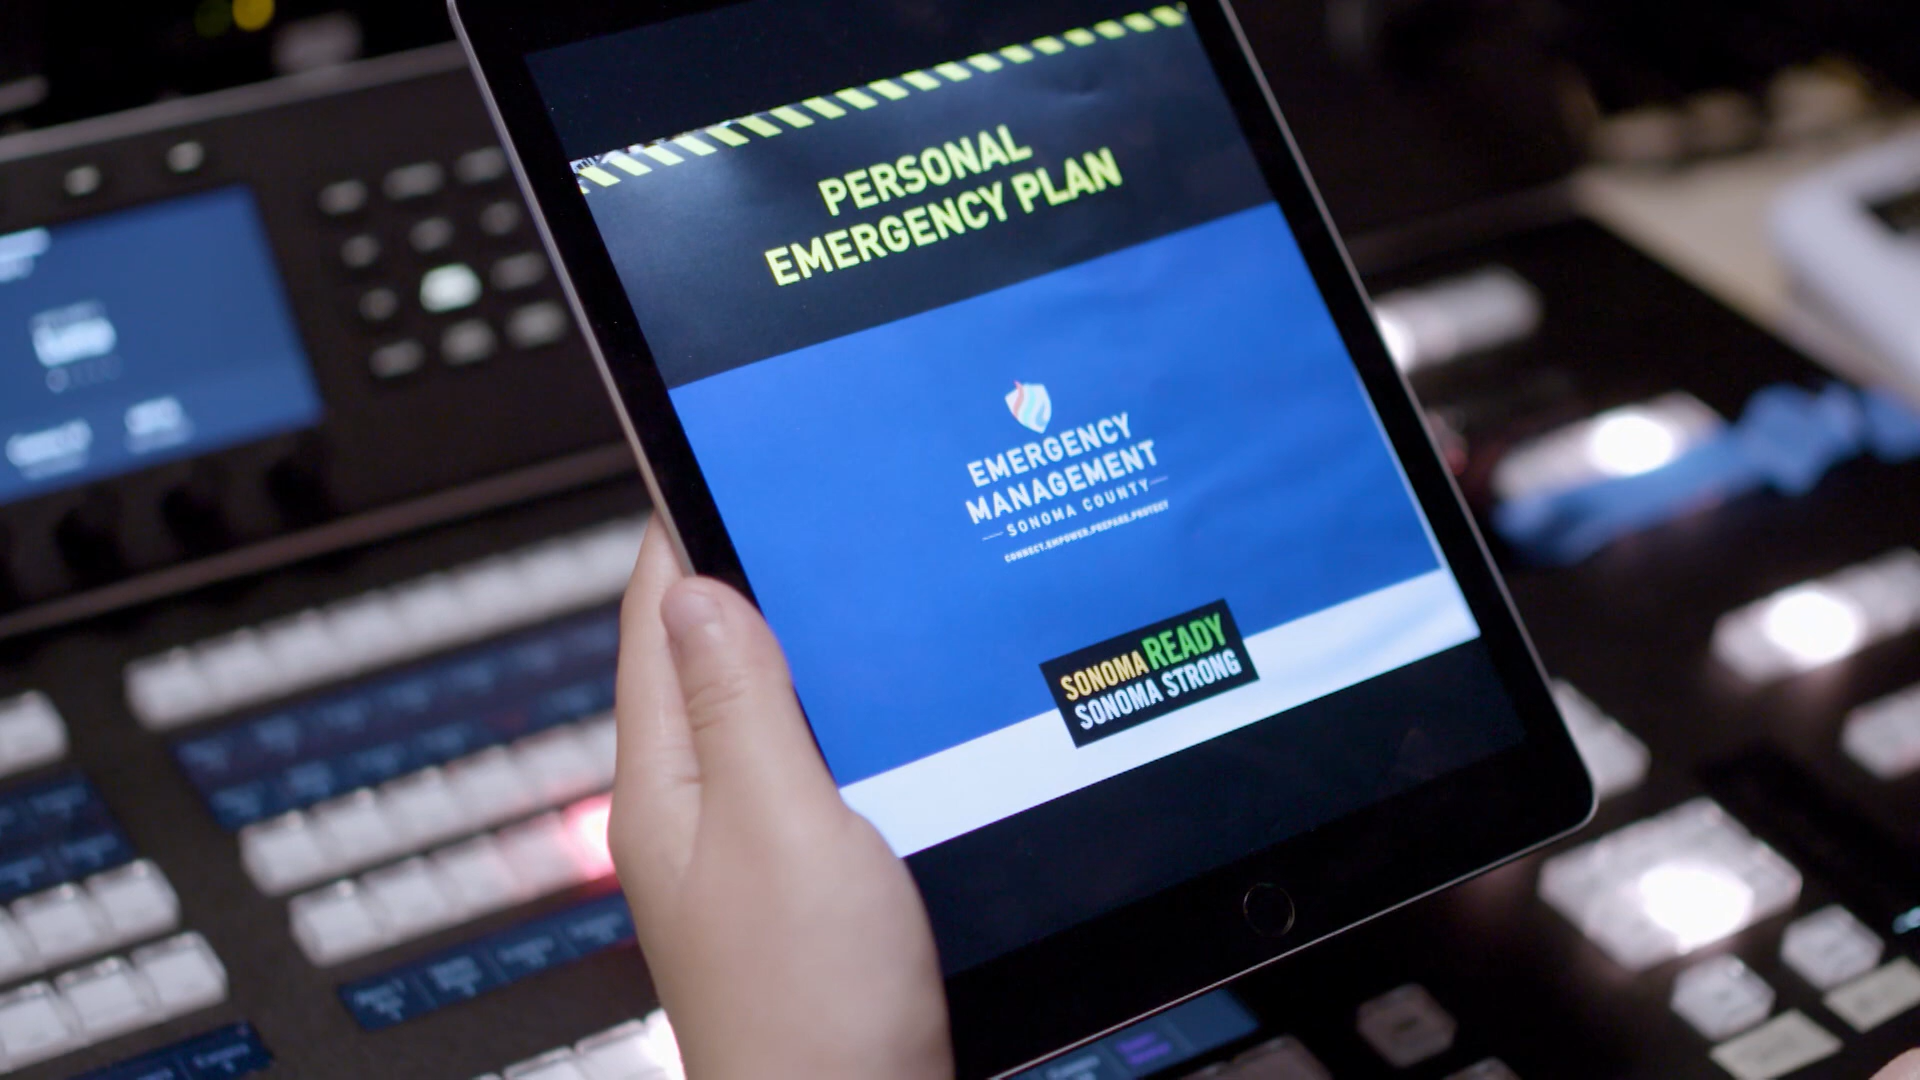 PERSONAL
EMERGENCY PLAN
EMERGENCY
MANAGEMENT
SONOMA COUNTY
CONNECT.EMPOWER.PREPARE.PROTECT
SONOMA READY
SONOMA STRONG